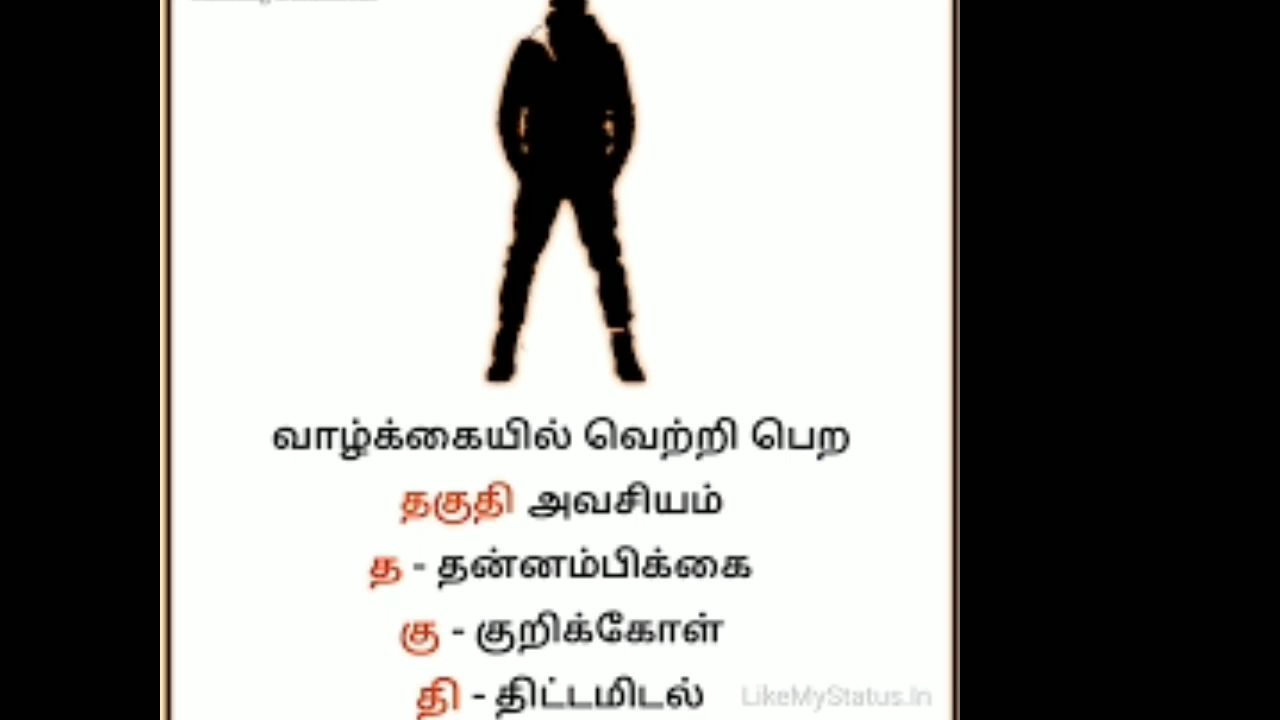 வாழ்க்கையில் வெற்றி பெற
தகுதி அவசியம்
த - தன்னம்பிக்கை
கு - குறிக்கோள்
தி - திட்டமிடல்
LikeMyStatus.In